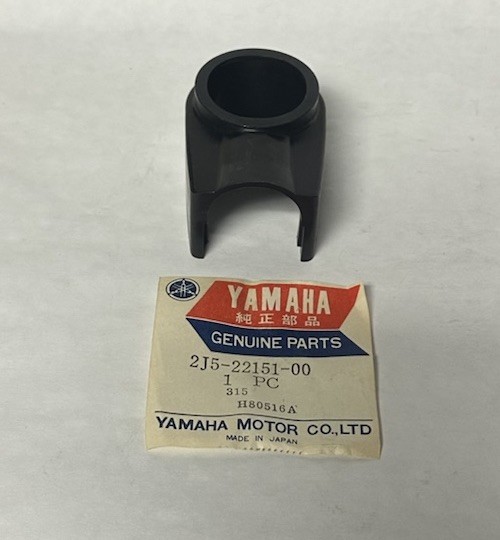 YAMAHA
純正部品
GENUINE PARTS
2J5-22151-00
1 PC
315
H80516A
YAMAHA MOTOR CO.,LTD
MADE IN JAPAN